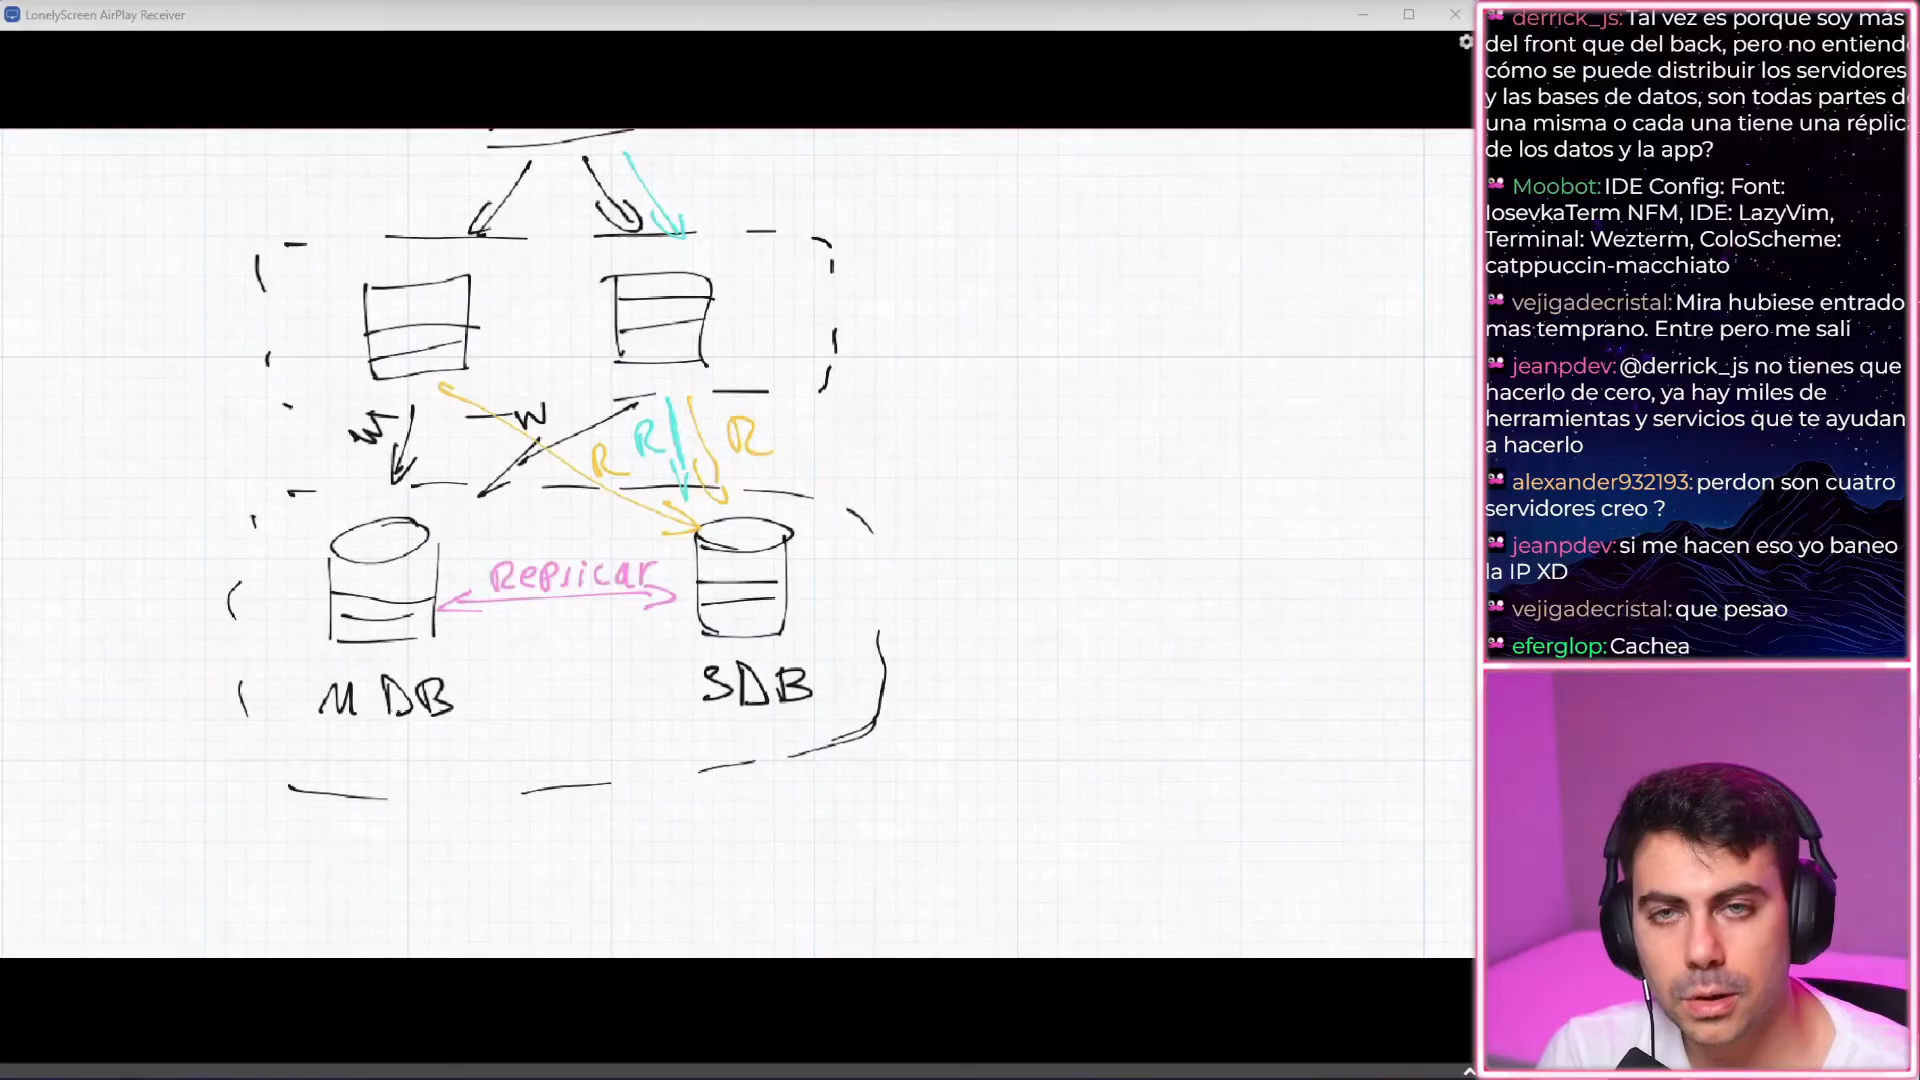 LonelyScreen AirPlay Receiver
W
W
R
R
R
Replicar
M DB
SDB
derrick_js: Tal vez es porque soy más
del front que del back, pero no entiendo
cómo se puede distribuir los servidores
y las bases de datos, son todas partes de
una misma o cada una tiene una réplica
de los datos y la app?
Moobot: IDE Config: Font:
IosevkaTerm NFM, IDE: LazyVim,
Terminal: Wezterm, ColoScheme:
catppuccin-macchiato
vejigadecristal: Mira hubiese entrado
mas temprano. Entre pero me sali
jeanpdev: @derrick_js no tienes que
hacerlo de cero, ya hay miles de
herramientas y servicios que te ayudan
a hacerlo
alexander932193: perdon son cuatro
servidores creo ?
jeanpdev: si me hacen eso yo baneo
la IP XD
vejigadecristal: que pesao
eferglop: Cachea